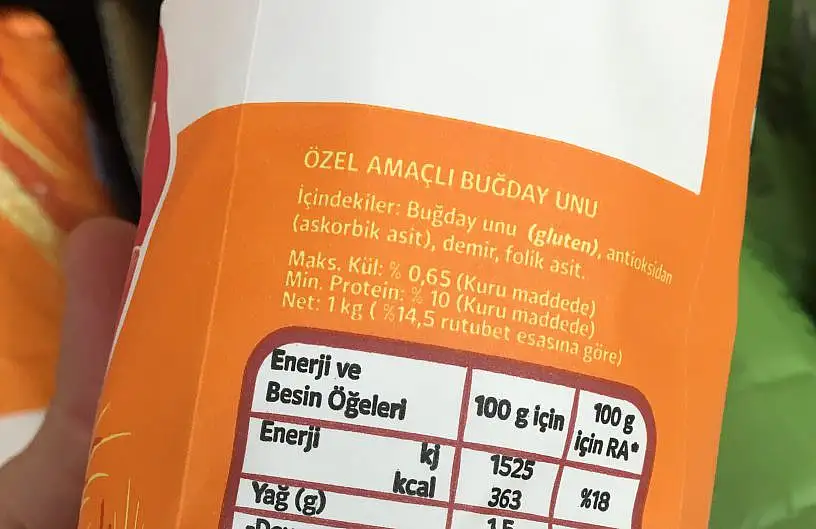 ÖZEL AMAÇLI BUĞDAY UNU
İçindekiler: Buğday unu (gluten), antioksidan
(askorbik asit), demir, folik asit.
Maks. Kül: % 0,65 (Kuru maddede)
Min. Protein: % 10 (Kuru maddede)
Net: 1 kg ( %14,5 rutubet esasına göre)
Enerji ve
Besin Öğeleri
100 g için
100 g
için RA*
Enerji kj 1525
kcal 363 %18
Yağ (g) 1,5